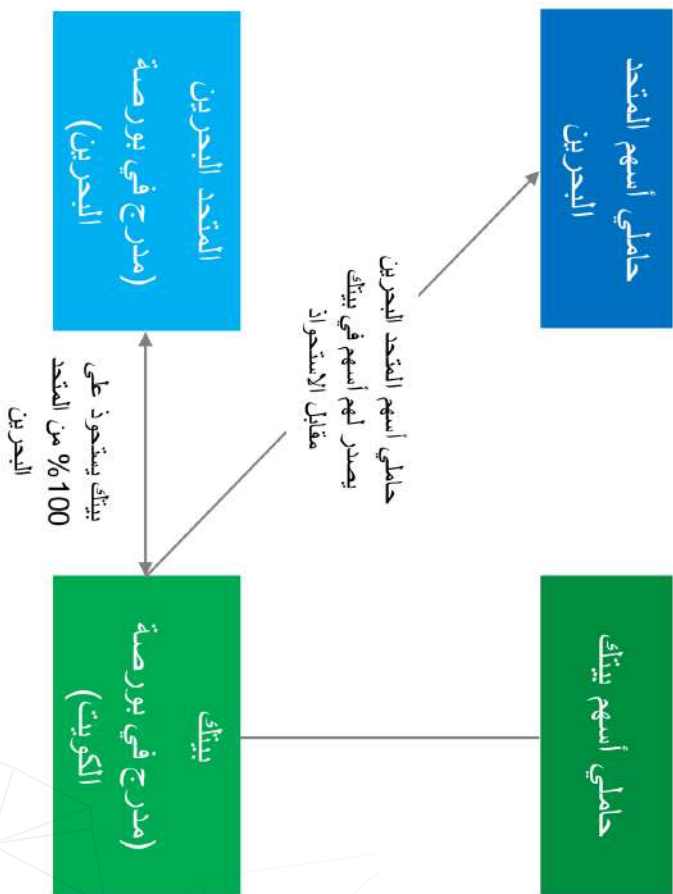 حاملي أسهم بيتك
حاملي أسهم المتحد
البحرين
حاملي أسهم المتحد البحرين
يصدر لهم أسهم في بيتك
مقابل الاستحواذ
بيتك
(مدرج في بورصة
الكويت)
المتحد البحرين
(مدرج في بورصة
البحرين)
بيتك يستحوذ على
100% من المتحد
البحرين